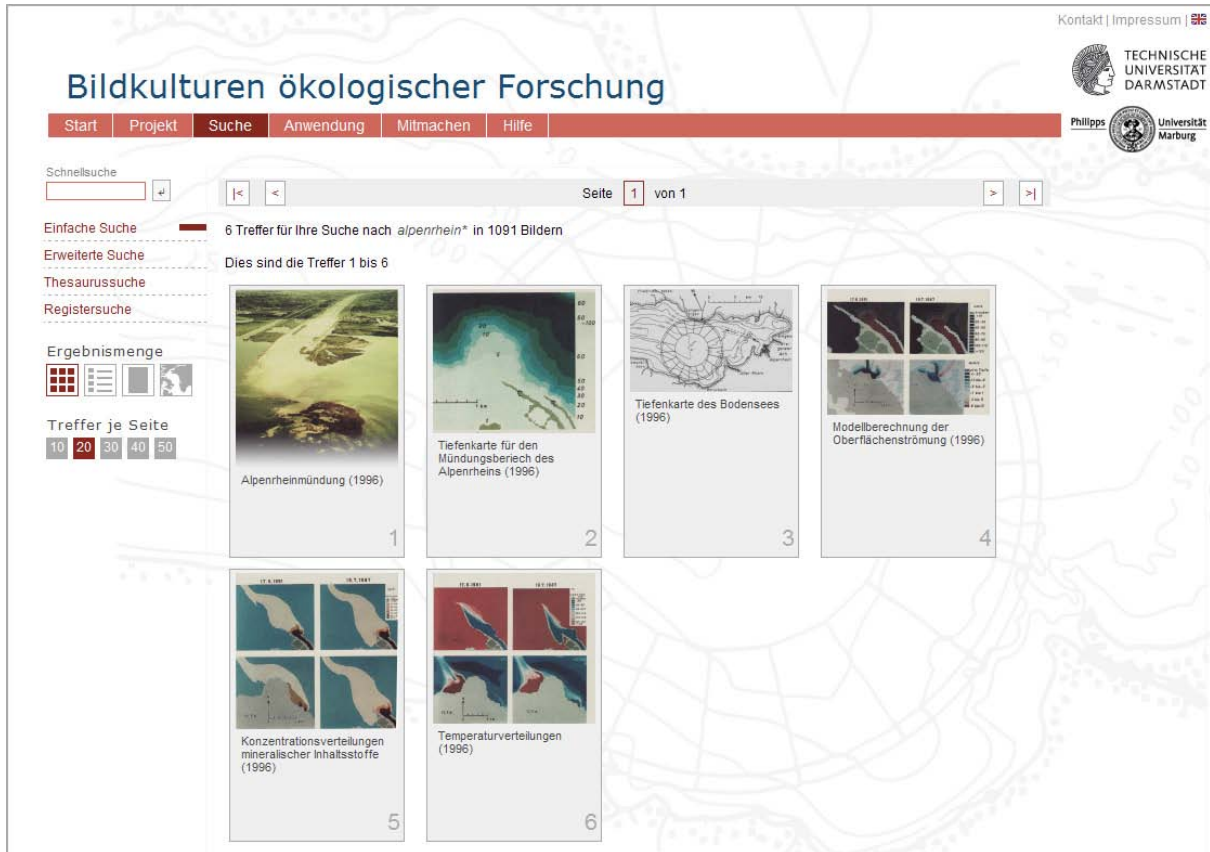 Kontakt | Impressum |
TECHNISCHE
UNIVERSITÄT
DARMSTADT
Bildkulturen ökologischer Forschung
Start Projekt Suche Anwendung Mitmachen Hilfe
Philipps Universität
Marburg
Schnellsuche
|< < Seite 1 von 1 > >|
Einfache Suche
Erweiterte Suche
Thesaurussuche
Registersuche
6 Treffer für Ihre Suche nach alpenrhein* in 1091 Bildern
Dies sind die Treffer 1 bis 6
Ergebnismenge
Treffer je Seite
10 20 30 40 50
Alpenrheinmündung (1996)
1
Tiefenkarte für den
Mündungsberiech des
Alpenrheins (1996)
2
Tiefenkarte des Bodensees
(1996)
3
Modellberechnung der
Oberflächenströmung (1996)
4
Konzentrationsverteilungen
mineralischer Inhaltsstoffe
(1996)
5
Temperaturverteilungen
(1996)
6